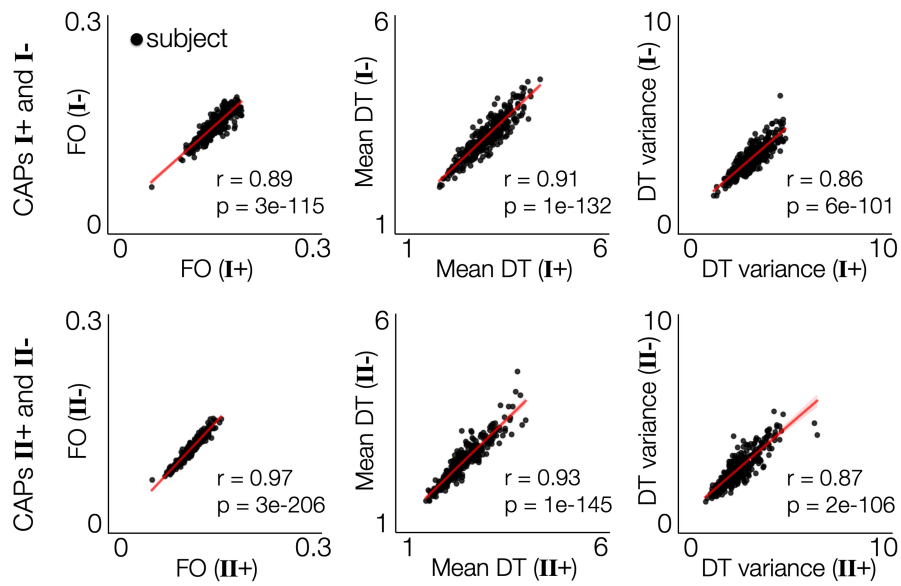 CAPs I+ and I-
0.3
FO (I-)
0
subject
r = 0.89
p = 3e-115
0
0.3
FO (I+)
6
Mean DT (I-)
1
r = 0.91
p = 1e-132
1
6
Mean DT (I+)
10
DT variance (I-)
0
r = 0.86
p = 6e-101
0
10
DT variance (I+)
CAPs II+ and II-
0.3
FO (II-)
0
r = 0.97
p = 3e-206
0
0.3
FO (II+)
6
Mean DT (II-)
1
r = 0.93
p = 1e-145
1
6
Mean DT (II+)
10
DT variance (II-)
0
r = 0.87
p = 2e-106
0
10
DT variance (II+)